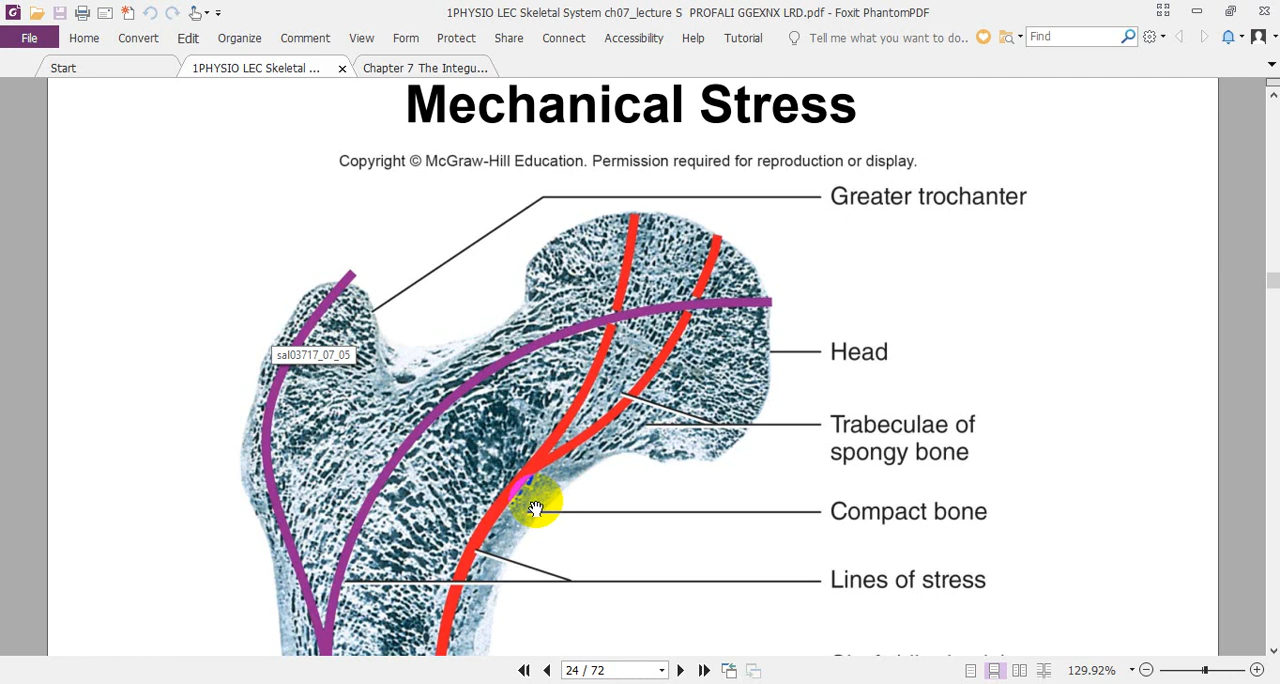 1PHYSIO LEC Skeletal System ch07_lecture S PROFALIGGEXNX LRD.pdf - Foxit PhantomPDF
File Home Convert Edit Organize Comment View Form Protect Share Connect Accessibility Help Tutorial Tell me what you want to do.. Find
Start 1PHYSIO LEC Skeletal ... Chapter 7 The Integu...
Mechanical Stress
Copyright © McGraw-Hill Education. Permission required for reproduction or display.
Greater trochanter
sal03717_07_05
Head
Trabeculae of
spongy bone
Compact bone
Lines of stress
24 / 72 129.92%